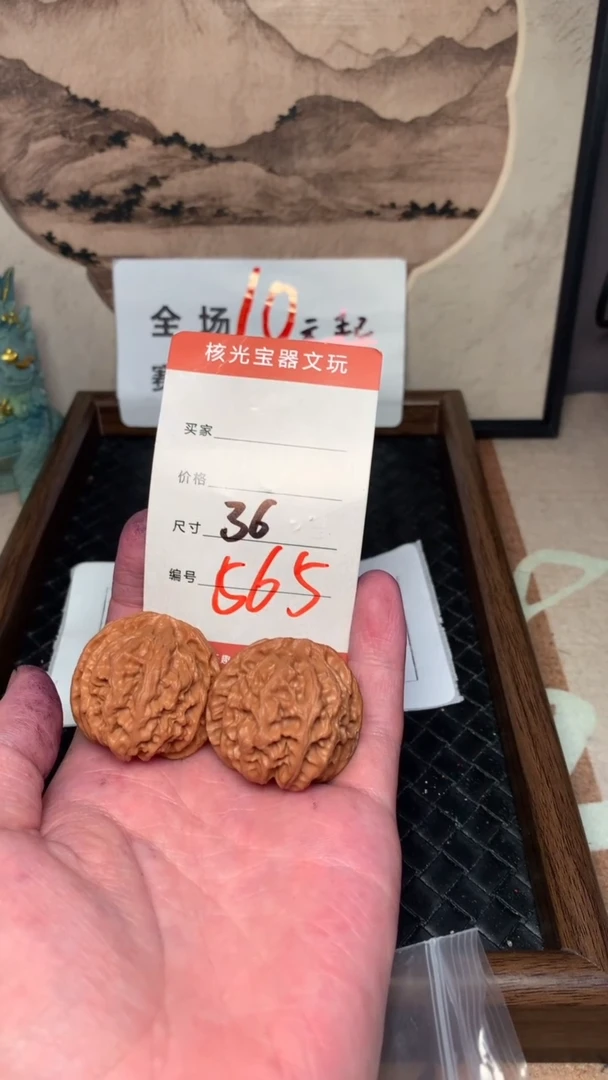 全场10元起
核光宝器文玩
买家
价格
尺寸 36
编号 565